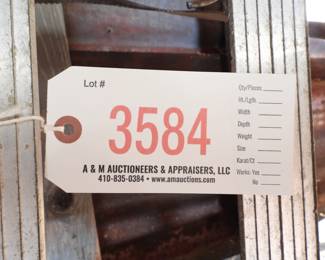 Lot #
3584
A & M AUCTIONEERS & APPRAISERS, LLC
410-835-0384 • www.amauctions.com
Qty/Pieces
Ht./Lgth
Width
Depth
Weight
Size
Karat/Ct
Works: Yes
No